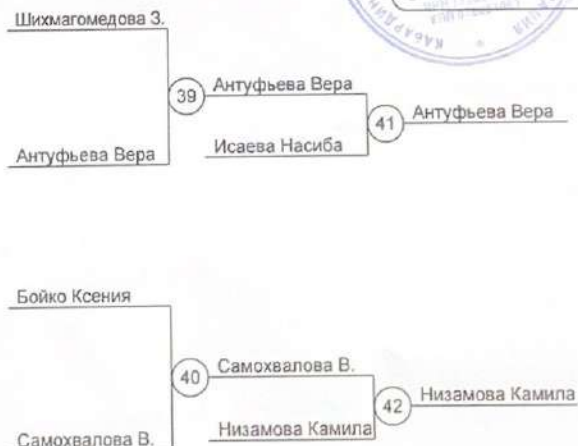 Шихмагомедова З.
39
Антуфьева Вера
Антуфьева Вера
Исаева Насиба
41
Антуфьева Вера
Бойко Ксения
40
Самохвалова В.
Самохвалова В.
Низамова Камила
42
Низамова Камила